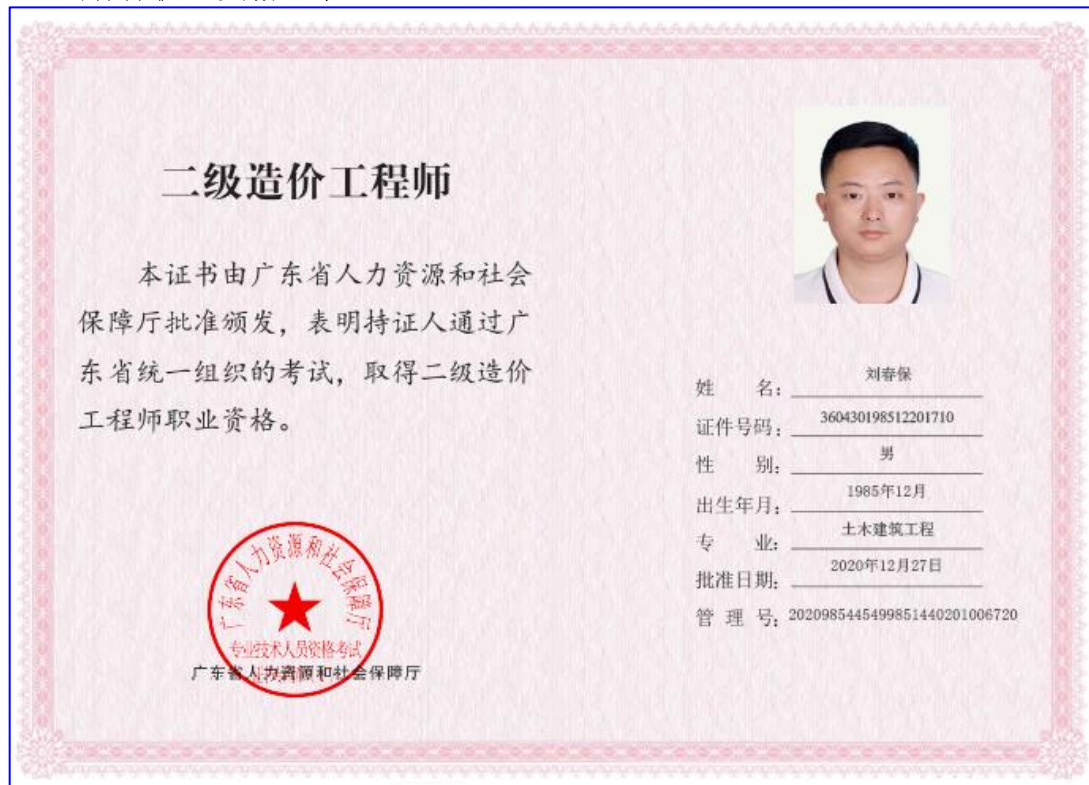 二级造价工程师
本证书由广东省人力资源和社会
保障厅批准颁发，表明持证人通过广
东省统一组织的考试，取得二级造价
工程师职业资格。
广东省人力资源和社会保障厅
专业技术人员资格考试
广东省人力资源和社会保障厅
姓 名：刘春保
证件号码：360430198512201710
性 别：男
出生年月：1985年12月
专 业：土木建筑工程
批准日期：2020年12月27日
管 理 号：20209854454999851440201006720